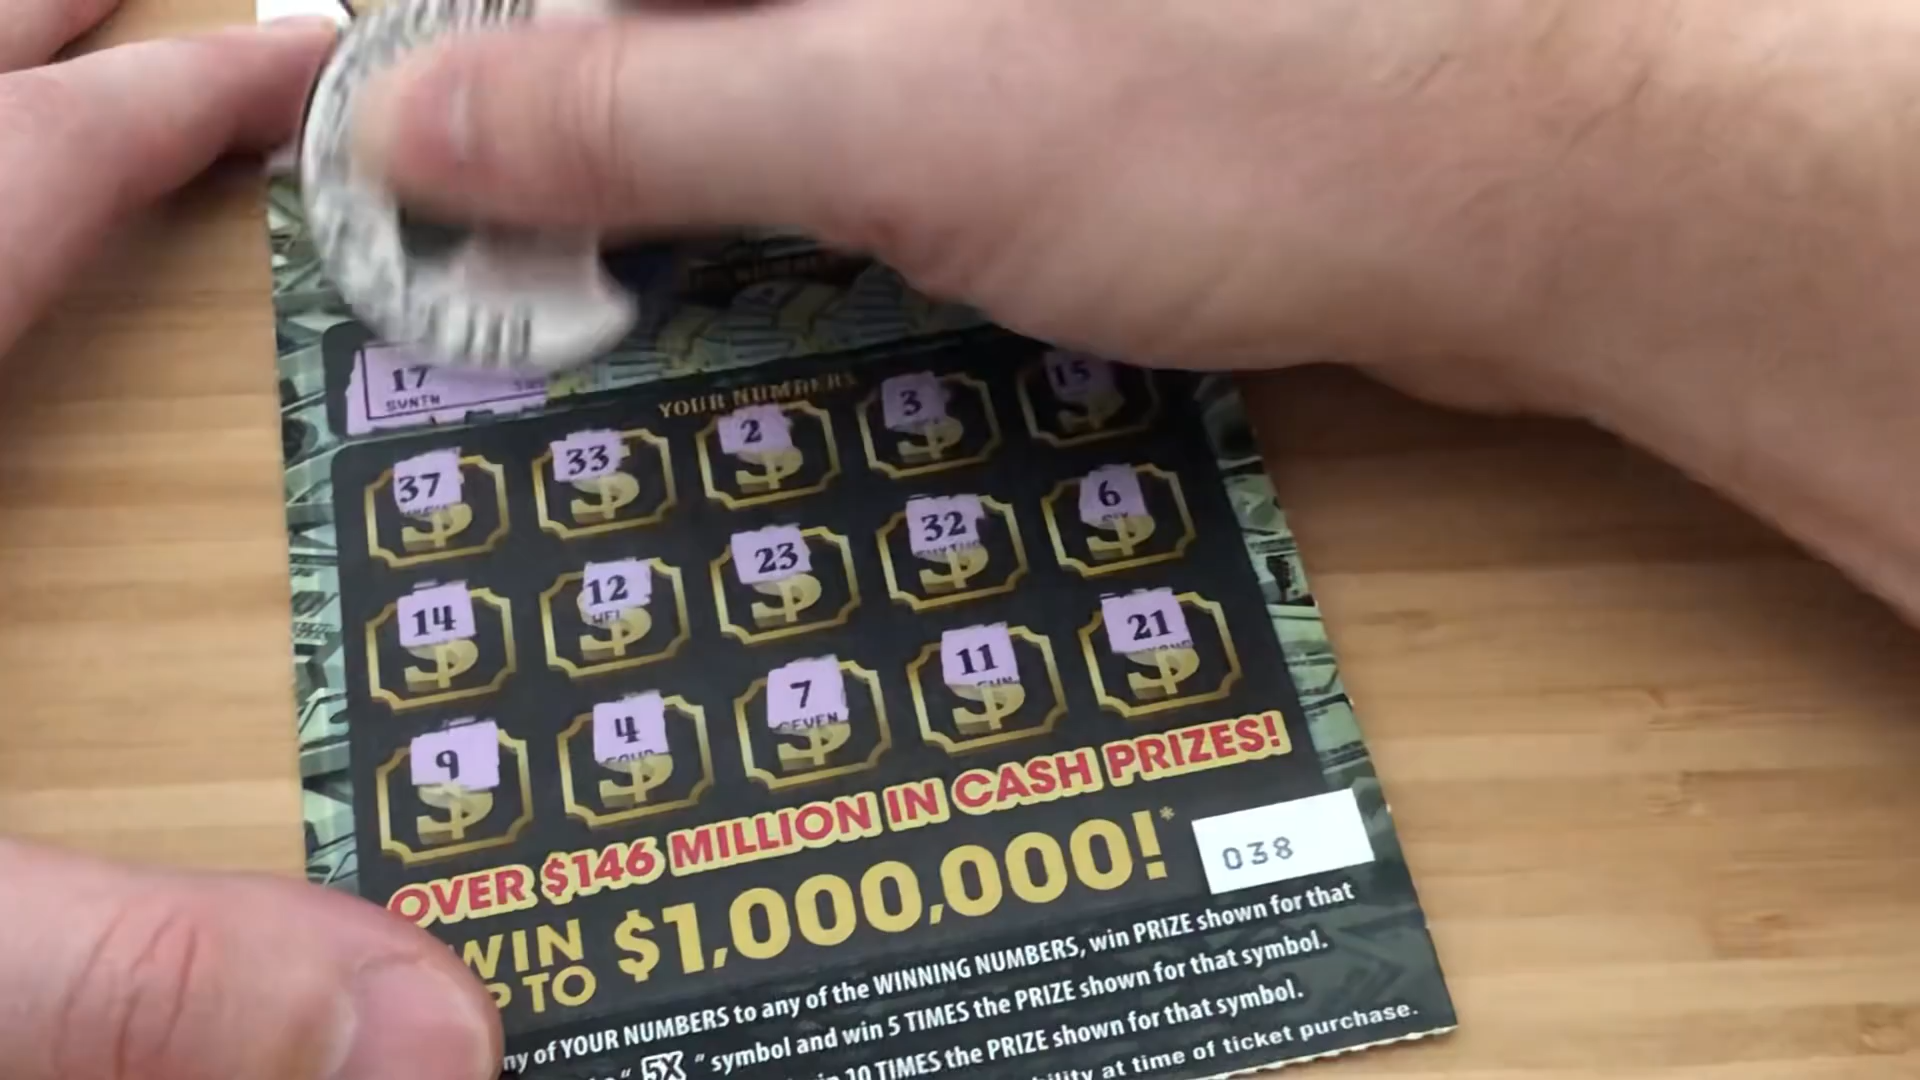 17
SVNTN
YOUR NUMBERS
37 33 2 3 15
14 12 23 32 6
9 4 7 11 21
SEVEN
OVER $146 MILLION IN CASH PRIZES!
WIN
TO $1,000,000!*
038
ny of YOUR NUMBERS to any of the WINNING NUMBERS, win PRIZE shown for that
" 5X " symbol and win 5 TIMES the PRIZE shown for that symbol.
10 TIMES the PRIZE shown for that symbol.
at time of ticket purchase.